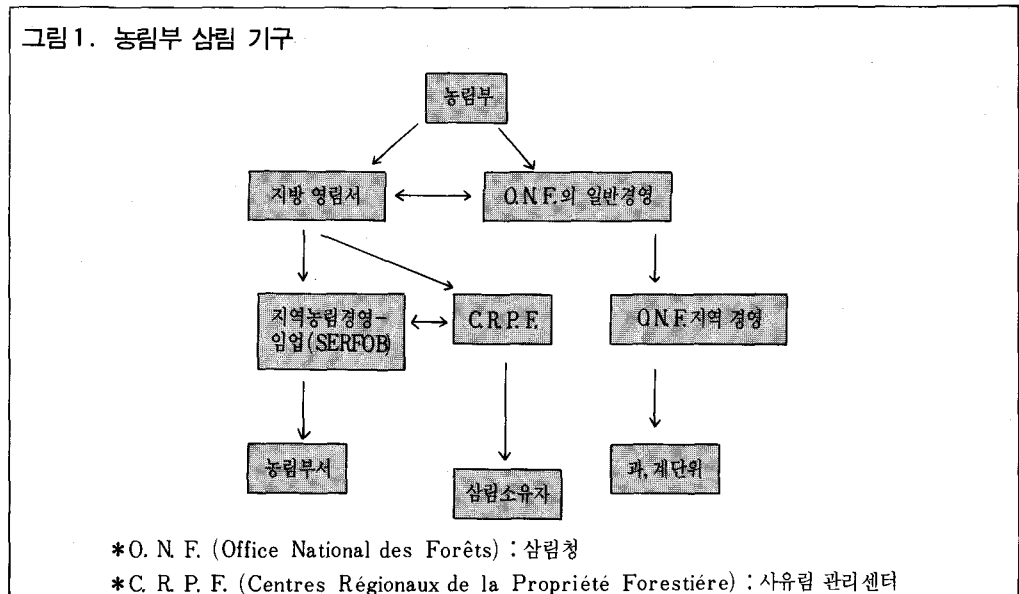 그림1. 농림부 삼림 기구
농림부
지방 영림서
O.N.F.의 일반경영
지역농림경영-
임업(SERFOB)
C.R.P.F.
O.N.F.지역 경영
농림부서
삼림소유자
과, 계단위
*O. N. F. (Office National des Forêts) : 삼림청
*C. R. P. F. (Centres Régionaux de la Propriété Forestiére) : 사유림 관리센터